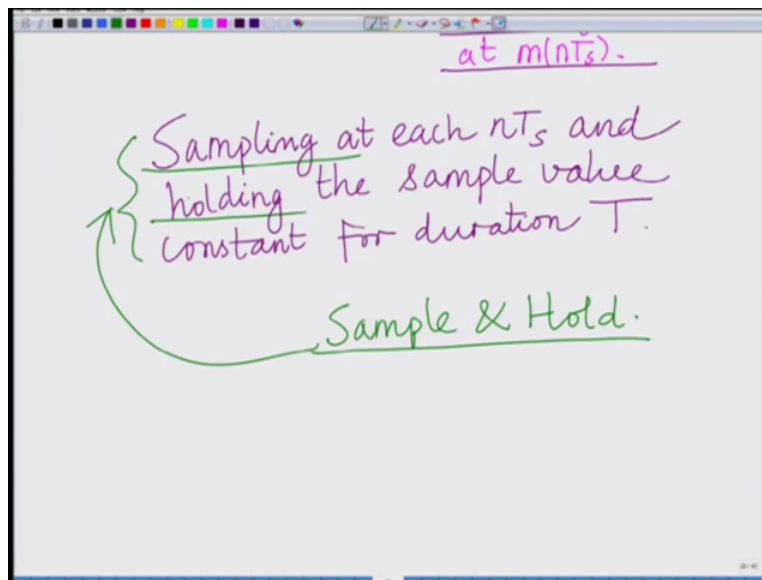 at m(nTs).
Sampling at each nTs and
holding the sample value
constant for duration T.
Sample & Hold.